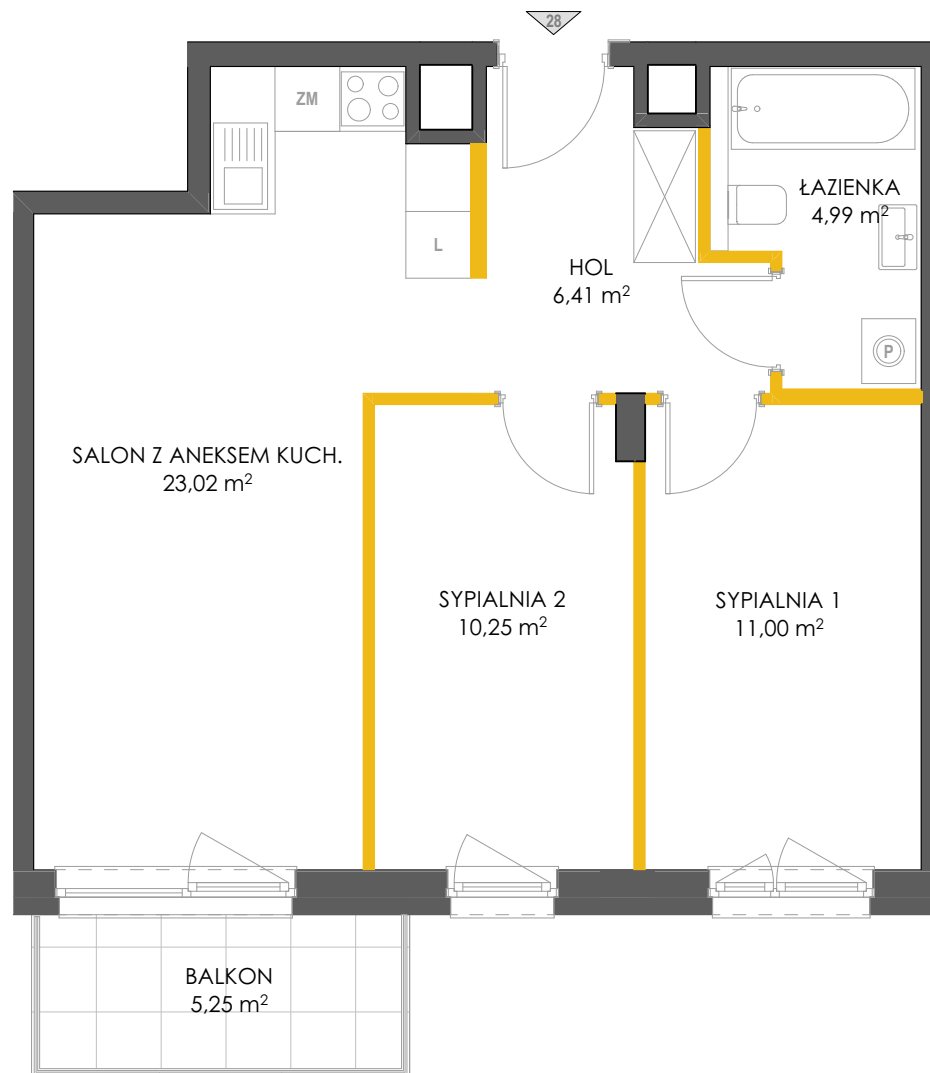 28
ZM
ŁAZIENKA
4,99 m²
L
HOL
6,41 m²
P
SALON Z ANEKSEM KUCH.
23,02 m²
SYPIALNIA 2
10,25 m²
SYPIALNIA 1
11,00 m²
BALKON
5,25 m²